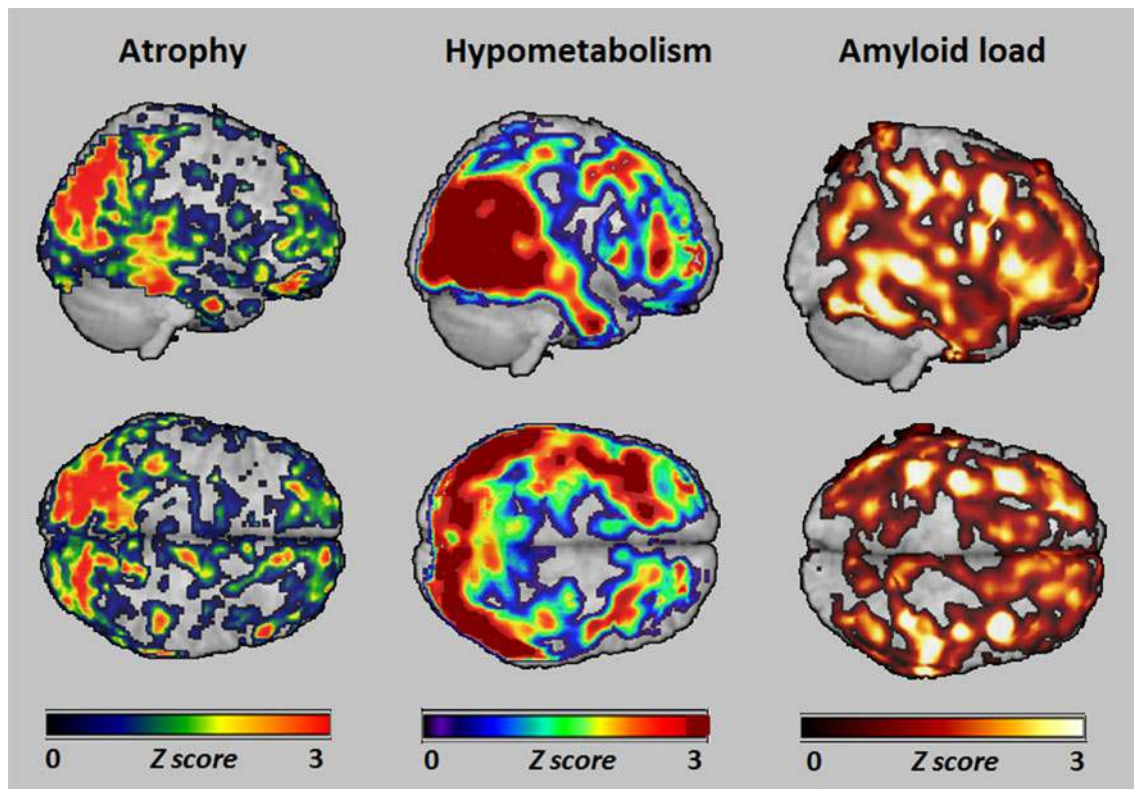 Atrophy
Hypometabolism
Amyloid load
0 Z score 3
0 Z score 3
0 Z score 3